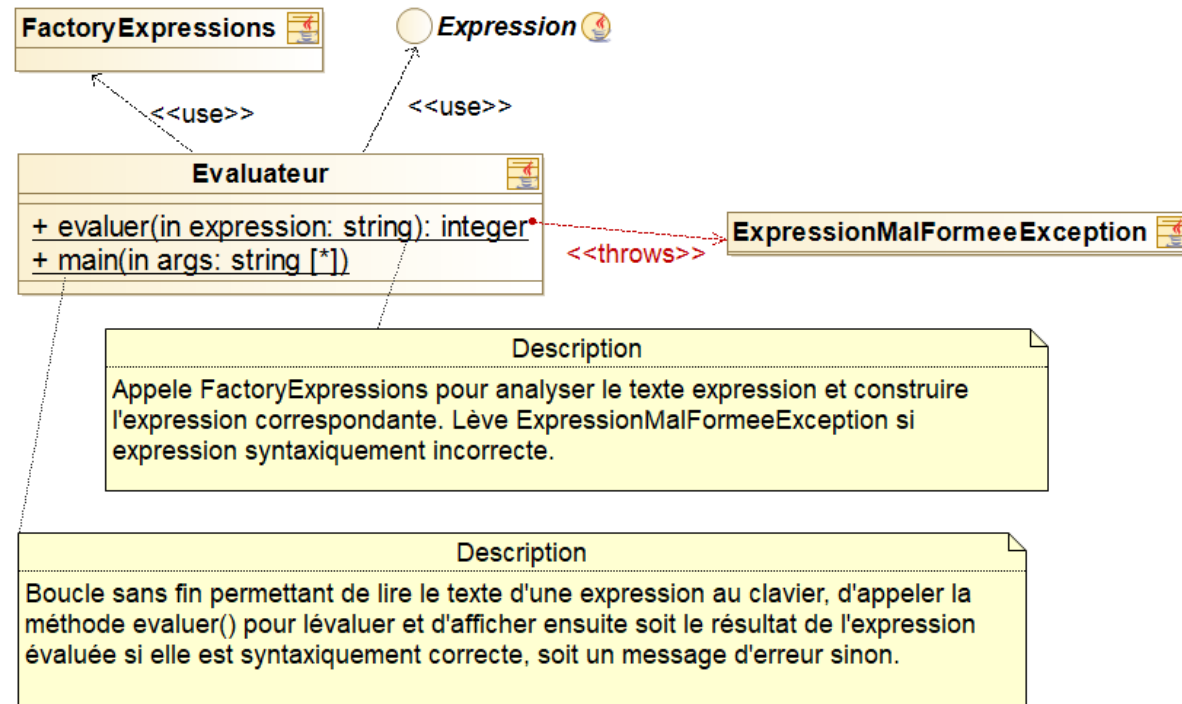 FactoryExpressions
Expression
<<use>>
<<use>>
Evaluateur
+ evaluer(in expression: string): integer
+ main(in args: string [*])
<<throws>>
ExpressionMalFormeeException
Description
Appele FactoryExpressions pour analyser le texte expression et construire
l'expression correspondante. Lève ExpressionMalFormeeException si
expression syntaxiquement incorrecte.
Description
Boucle sans fin permettant de lire le texte d'une expression au clavier, d'appeler la
méthode evaluer() pour lévaluer et d'afficher ensuite soit le résultat de l'expression
évaluée si elle est syntaxiquement correcte, soit un message d'erreur sinon.